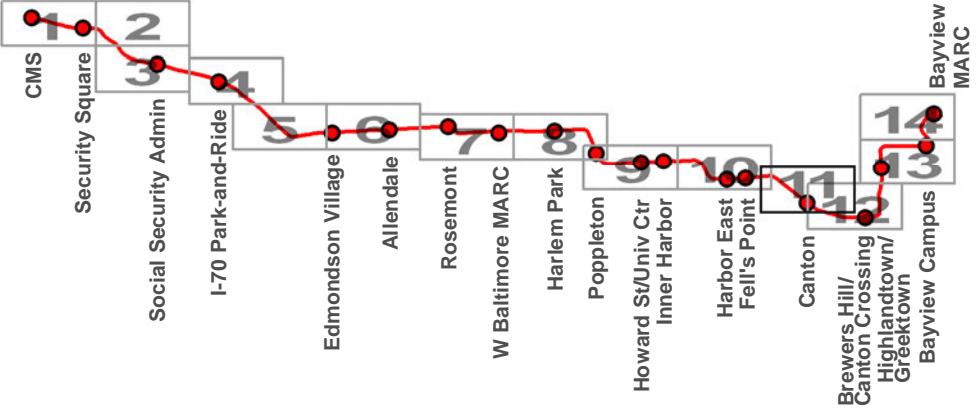 1
2
3
4
5
6
7
8
9
10
11
12
13
14
CMS
Security Square
Social Security Admin
I-70 Park-and-Ride
Edmondson Village
Allendale
Rosemont
W Baltimore MARC
Harlem Park
Poppleton
Howard St/Univ Ctr
Inner Harbor
Harbor East
Fell's Point
Canton
Brewers Hill/
Canton Crossing
Highlandtown/
Greektown
Bayview Campus
Bayview
MARC